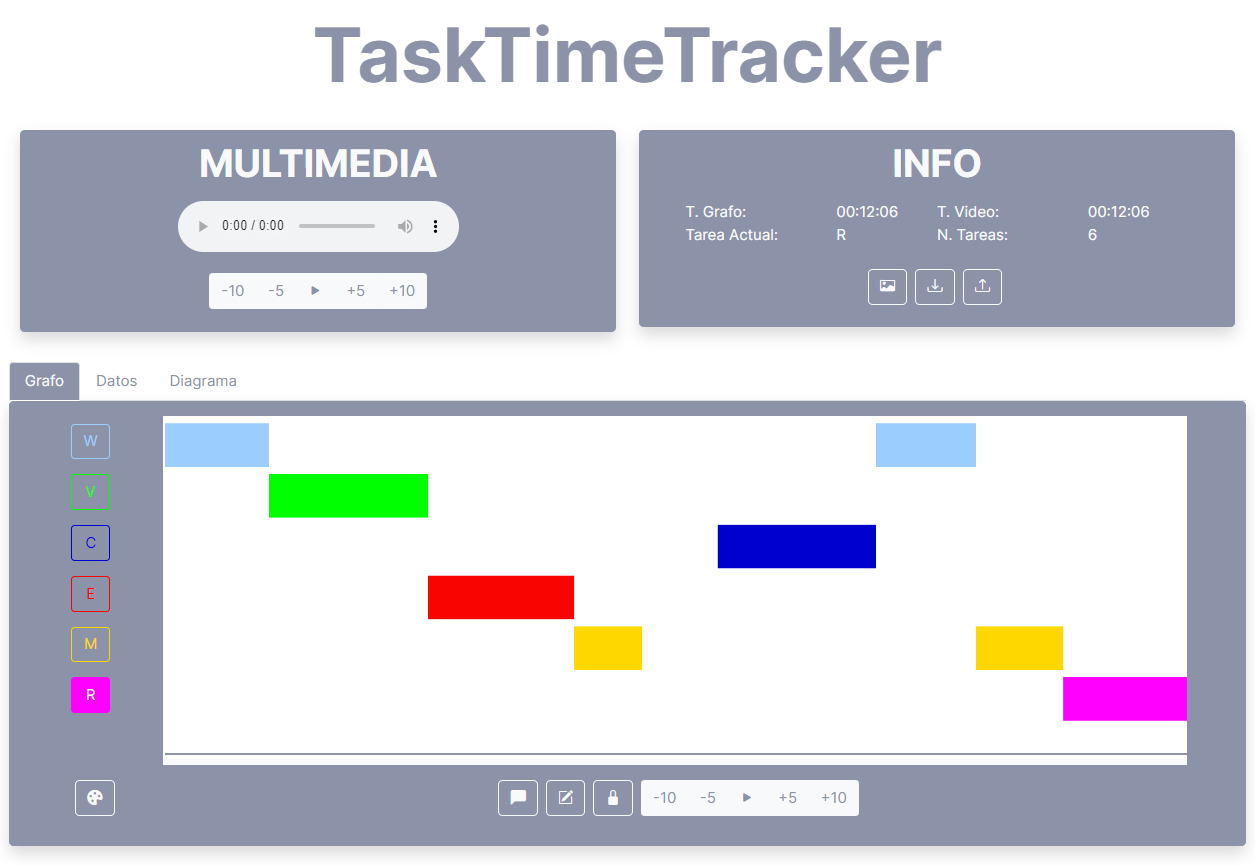 TaskTimeTracker
MULTIMEDIA
0:00 / 0:00
-10 -5 +5 +10
INFO
T. Grafo: 00:12:06 T. Video: 00:12:06
Tarea Actual: R N. Tareas: 6
Grafo Datos Diagrama
W
V
C
E
M
R
-10 -5 +5 +10